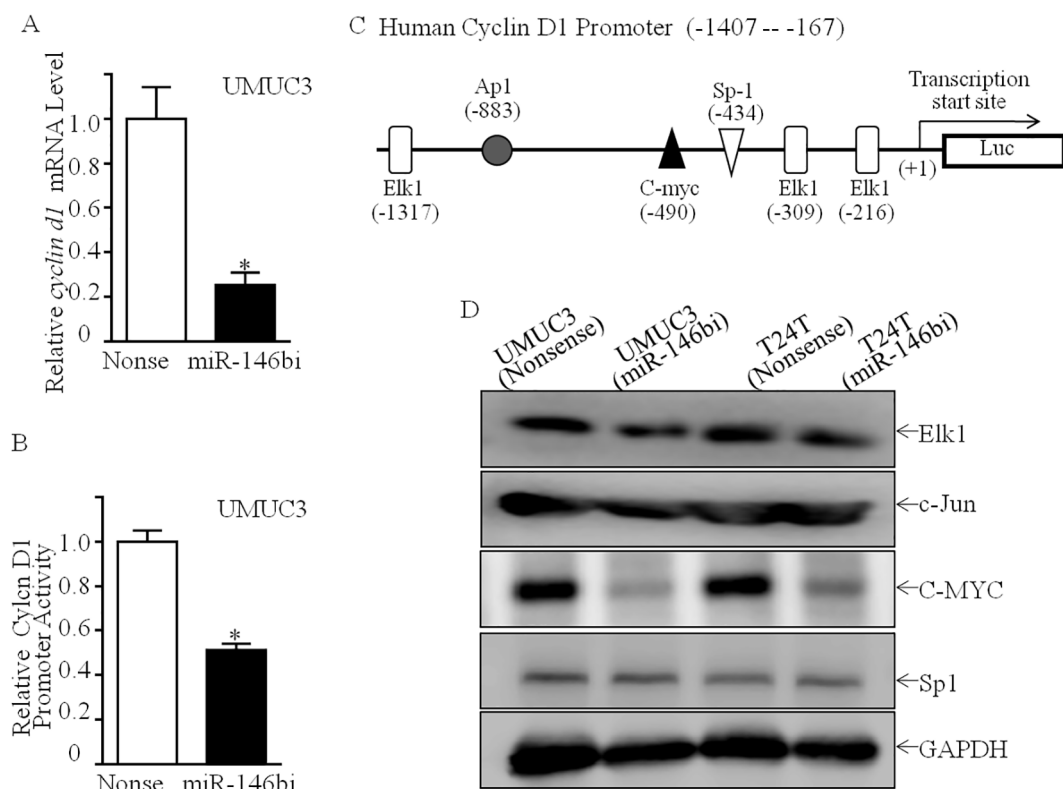 A
UMUC3
Relative cyclin d1 mRNA Level
1.0
0.8
0.6
0.4
0.2
0
Nonse miR-146bi
B
UMUC3
Relative Cylcn D1
Promoter Activity
1.0
0.8
0.6
0.4
0.2
0
Nonse miR-146bi
*
*
C Human Cyclin D1 Promoter (-1407 -- -167)
Ap1
(-883)
Sp-1
(-434)
Transcription
start site
Elk1
(-1317)
C-myc
(-490)
Elk1
(-309)
Elk1
(-216)
(+1)
Luc
D
UMUC3
(Nonsense)
UMUC3
(miR-146bi)
T24T
(Nonsense)
T24T
(miR-146bi)
Elk1
c-Jun
C-MYC
Sp1
GAPDH